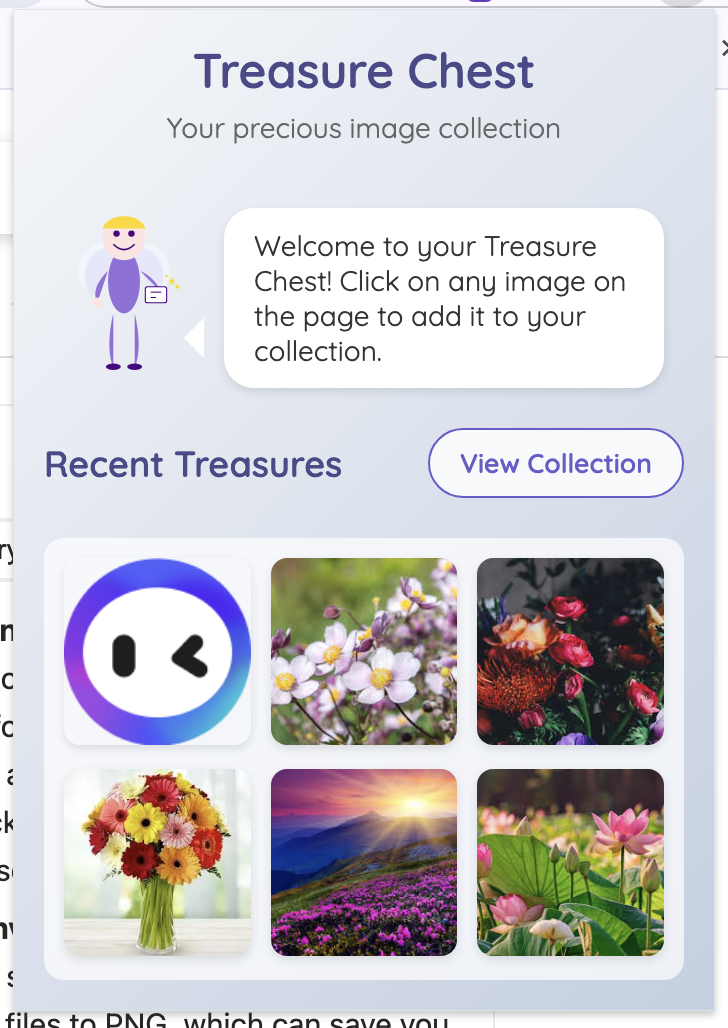 Treasure Chest
Your precious image collection
Welcome to your Treasure
Chest! Click on any image on
the page to add it to your
collection.
Recent Treasures
View Collection
files to PNG, which can save you